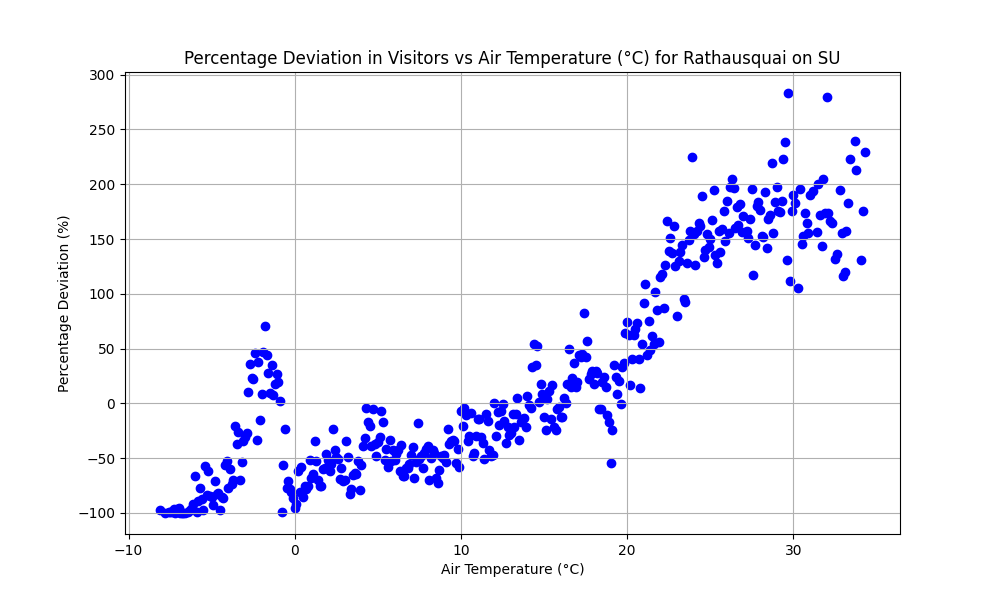 Percentage Deviation in Visitors vs Air Temperature (°C) for Rathausquai on SU
300
250
200
150
100
50
0
−50
−100
Percentage Deviation (%)
−10 0 10 20 30
Air Temperature (°C)